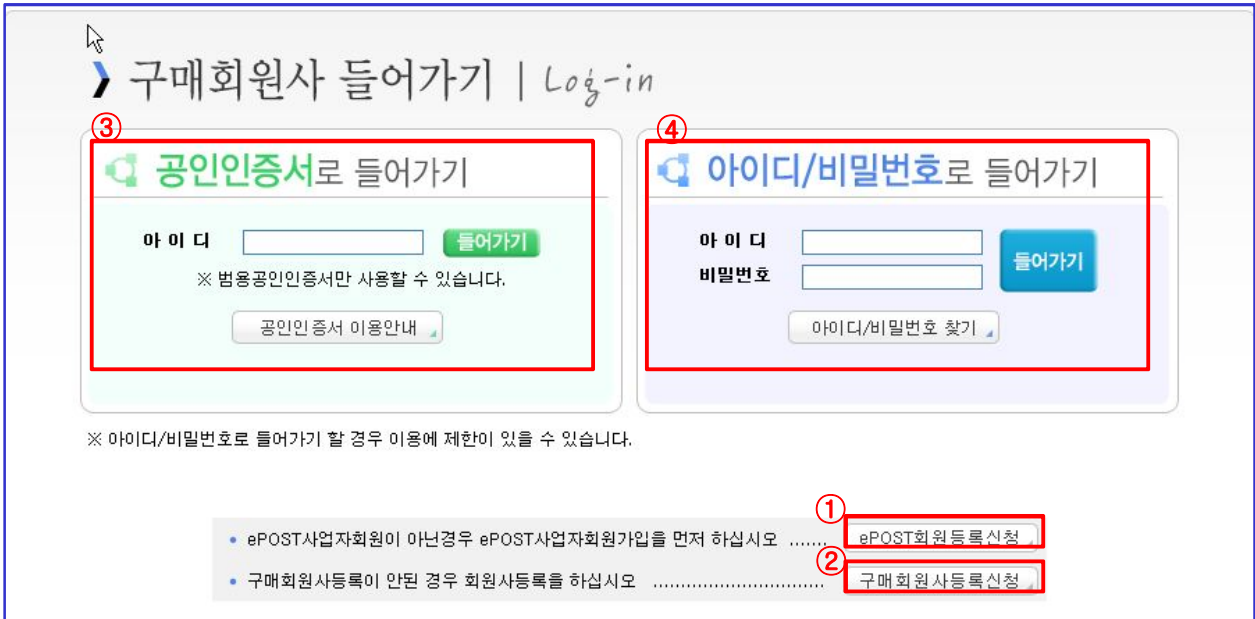 구매회원사 들어가기 | Log-in
③
공인인증서로 들어가기
아 이 디
들어가기
※ 범용공인인증서만 사용할 수 있습니다.
공인인증서 이용안내
④
아이디/비밀번호로 들어가기
아 이 디
비밀번호
들어가기
아이디/비밀번호 찾기
※ 아이디/비밀번호로 들어가기 할 경우 이용에 제한이 있을 수 있습니다.
①
• ePOST사업자회원이 아닌경우 ePOST사업자회원가입을 먼저 하십시오 ....... ePOST회원등록신청
②
• 구매회원사등록이 안된 경우 회원사등록을 하십시오 ............................... 구매회원사등록신청